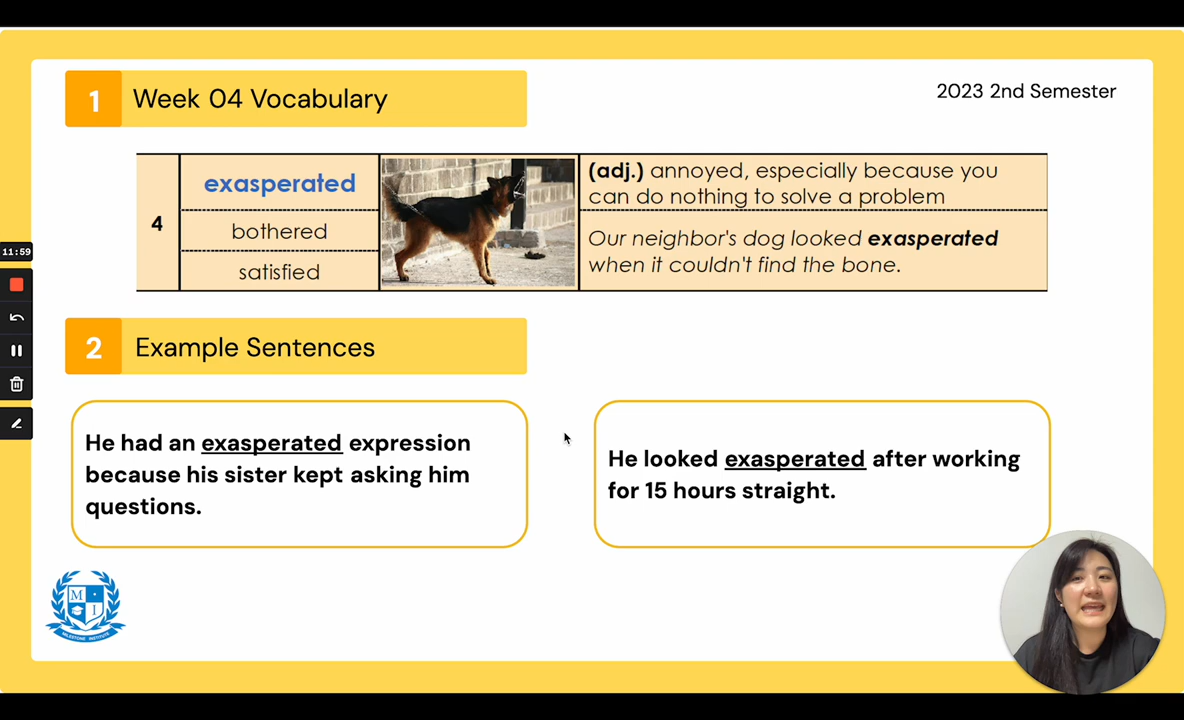 1
Week 04 Vocabulary
2023 2nd Semester
4
exasperated
bothered
satisfied
(adj.) annoyed, especially because you
can do nothing to solve a problem
Our neighbor's dog looked exasperated
when it couldn't find the bone.
11:59
2
Example Sentences
He had an exasperated expression
because his sister kept asking him
questions.
He looked exasperated after working
for 15 hours straight.
M
I
MILESTONE INSTITUTE